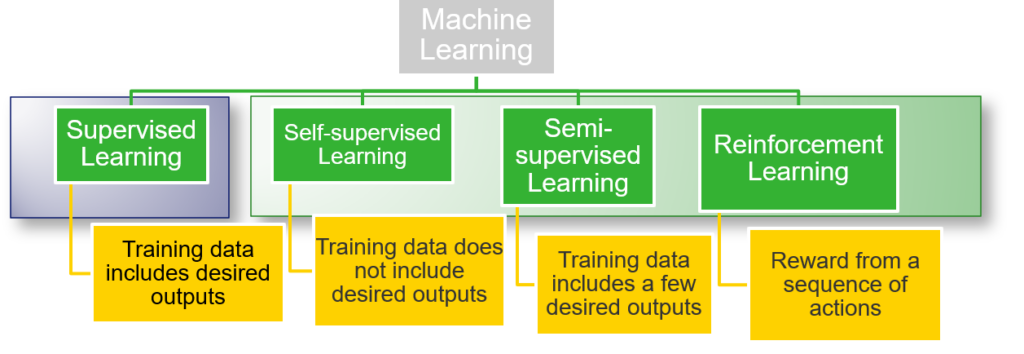 Machine
Learning
Supervised
Learning
Self-supervised
Learning
Semi-
supervised
Learning
Reinforcement
Learning
Training data
includes desired
outputs
Training data does
not include
desired outputs
Training data
includes a few
desired outputs
Reward from a
sequence of
actions